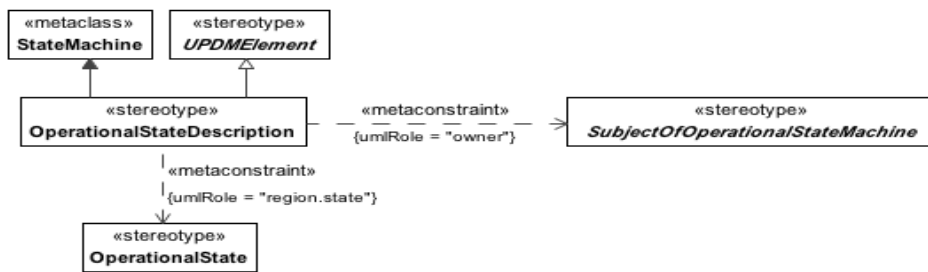 «metaclass»
StateMachine
«stereotype»
UPDMElement
«stereotype»
OperationalStateDescription
«metaconstraint»
{umlRole = "owner"}
«stereotype»
SubjectOfOperationalStateMachine
«metaconstraint»
{umlRole = "region.state"}
«stereotype»
OperationalState